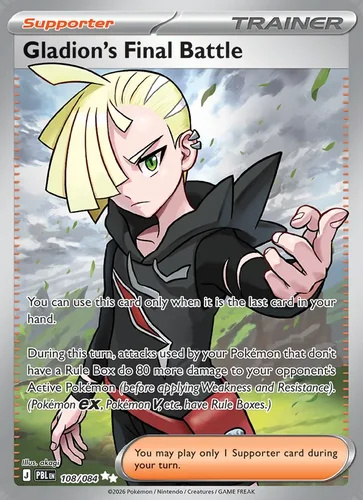 Supporter
TRAINER
Gladion's Final Battle
You can use this card only when it is the last card in your
hand.
During this turn, attacks used by your Pokémon that don't
have a Rule Box do 80 more damage to your opponent's
Active Pokémon (before applying Weakness and Resistance).
(Pokémon ex, Pokémon V, etc. have Rule Boxes.)
illus. akagi
J PBL EN 108/084 ★★
You may play only 1 Supporter card during
your turn.
©2026 Pokémon / Nintendo / Creatures / GAME FREAK